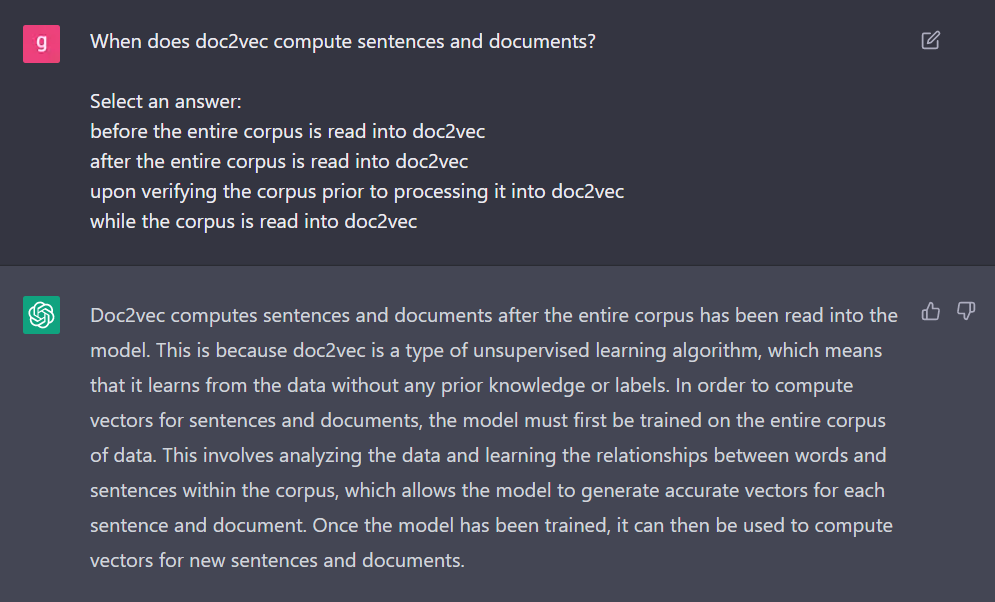 g
When does doc2vec compute sentences and documents?
Select an answer:
before the entire corpus is read into doc2vec
after the entire corpus is read into doc2vec
upon verifying the corpus prior to processing it into doc2vec
while the corpus is read into doc2vec
Doc2vec computes sentences and documents after the entire corpus has been read into the
model. This is because doc2vec is a type of unsupervised learning algorithm, which means
that it learns from the data without any prior knowledge or labels. In order to compute
vectors for sentences and documents, the model must first be trained on the entire corpus
of data. This involves analyzing the data and learning the relationships between words and
sentences within the corpus, which allows the model to generate accurate vectors for each
sentence and document. Once the model has been trained, it can then be used to compute
vectors for new sentences and documents.